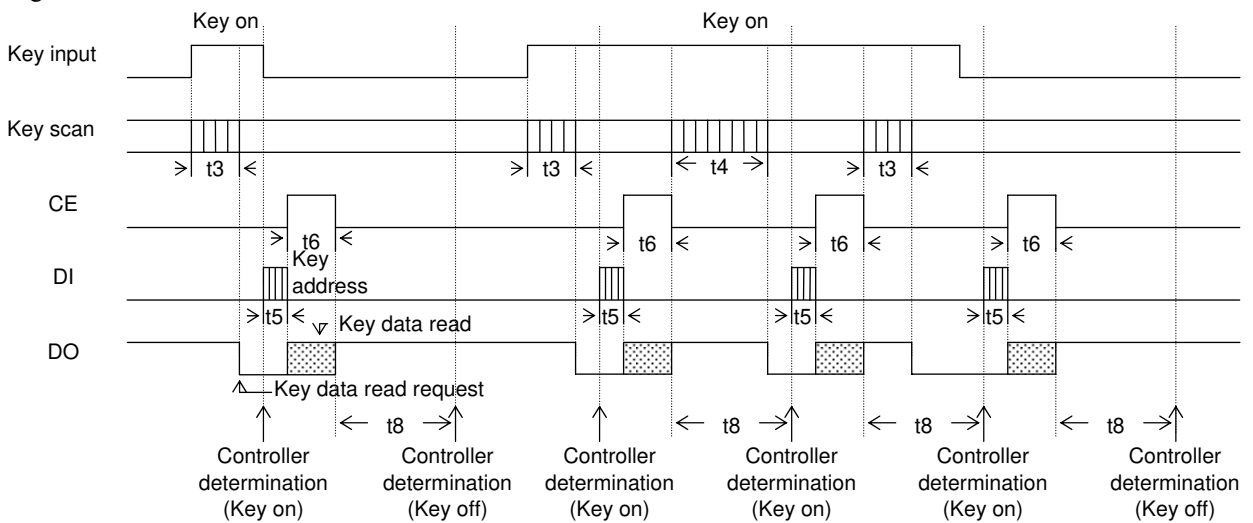 Key on
Key on
Key input
Key scan
t3
t3
t4
t3
CE
t6
t6
t6
t6
DI
Key
address
t5
t5
t5
t5
Key data read
DO
Key data read request
t8
t8
t8
t8
Controller
determination
(Key on)
Controller
determination
(Key off)
Controller
determination
(Key on)
Controller
determination
(Key on)
Controller
determination
(Key on)
Controller
determination
(Key off)